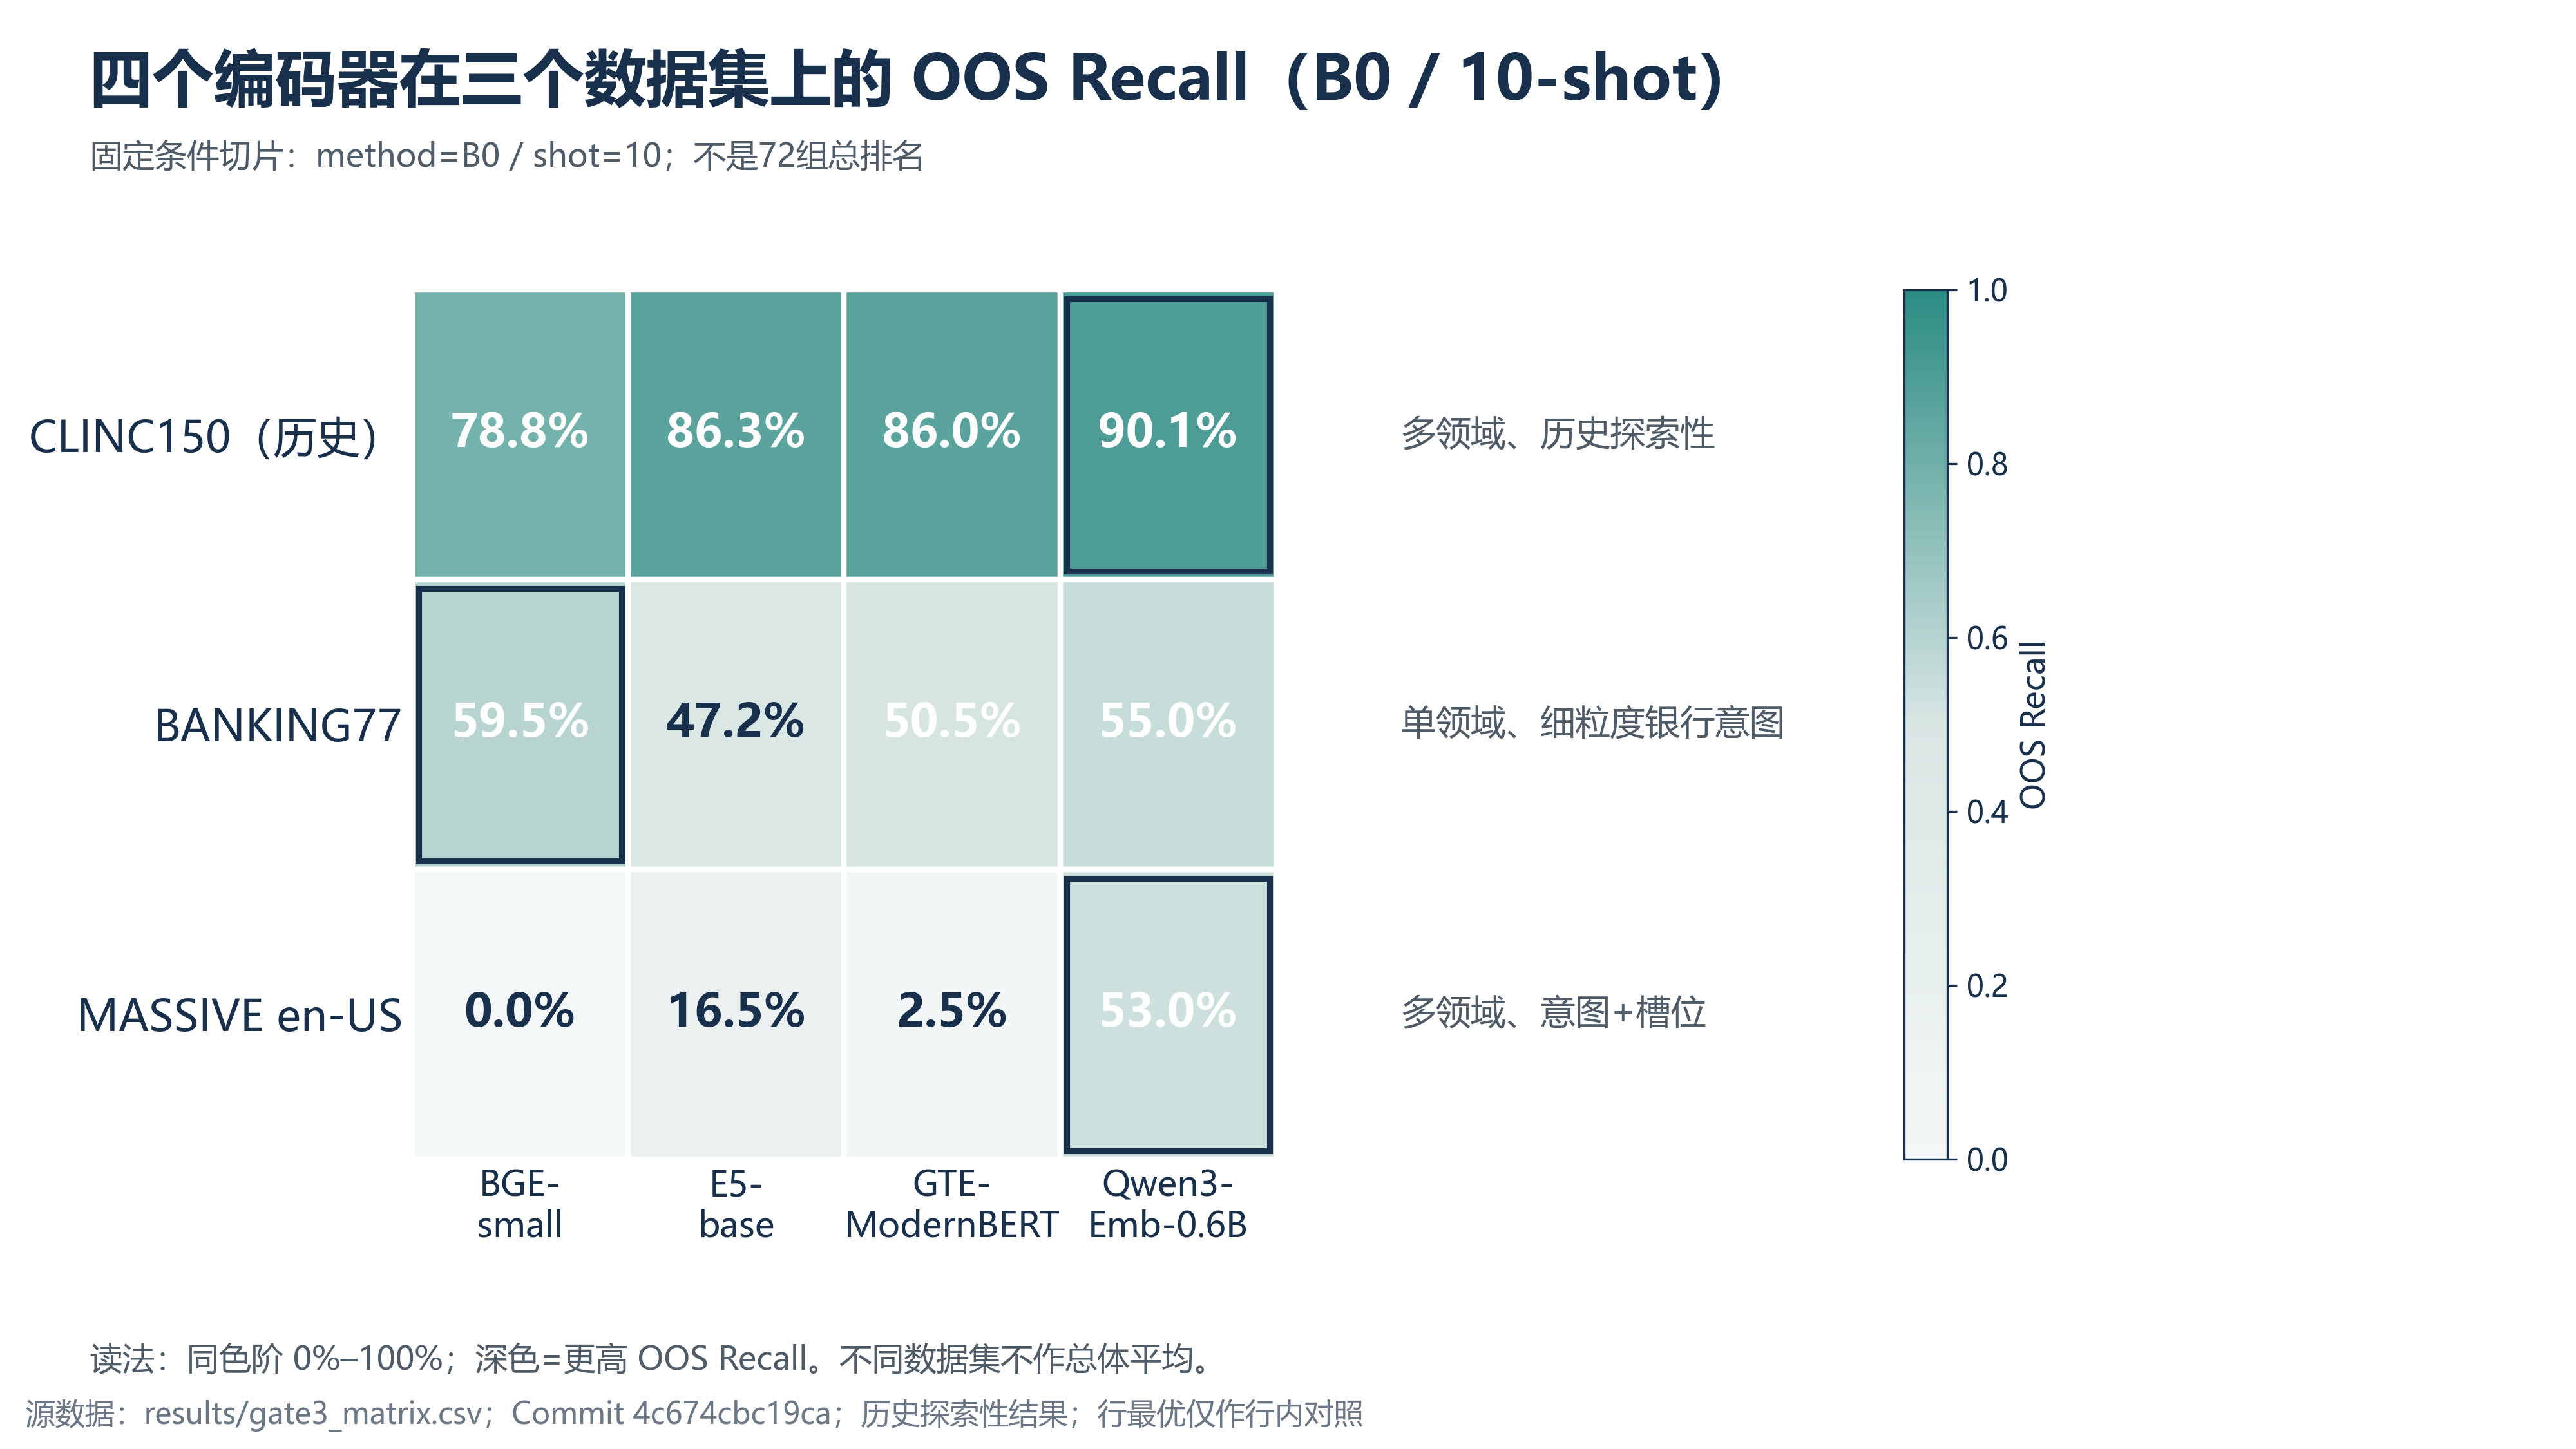 四个编码器在三个数据集上的 OOS Recall（B0 / 10-shot）
固定条件切片：method=B0 / shot=10；不是72组总排名
CLINC150（历史） 78.8% 86.3% 86.0% 90.1% 多领域、历史探索性
BANKING77 59.5% 47.2% 50.5% 55.0% 单领域、细粒度银行意图
MASSIVE en-US 0.0% 16.5% 2.5% 53.0% 多领域、意图+槽位
BGE-
small
E5-
base
GTE-
ModernBERT
Qwen3-
Emb-0.6B
1.0
0.8
0.6
0.4
0.2
0.0
OOS Recall
读法：同色阶 0%–100%；深色=更高 OOS Recall。不同数据集不作总体平均。
源数据：results/gate3_matrix.csv；Commit 4c674cbc19ca；历史探索性结果；行最优仅作行内对照